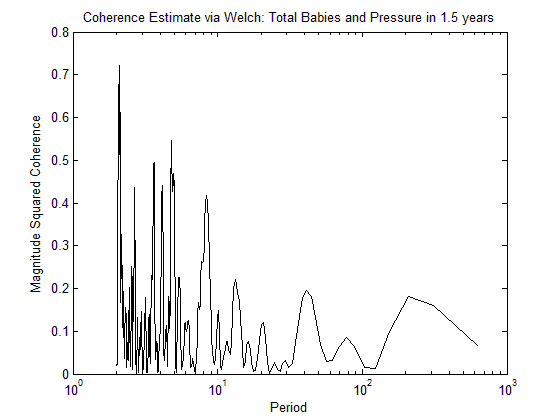 Coherence Estimate via Welch: Total Babies and Pressure in 1.5 years
0.8
0.7
0.6
0.5
0.4
0.3
0.2
0.1
0
Magnitude Squared Coherence
10^0 10^1 10^2 10^3
Period